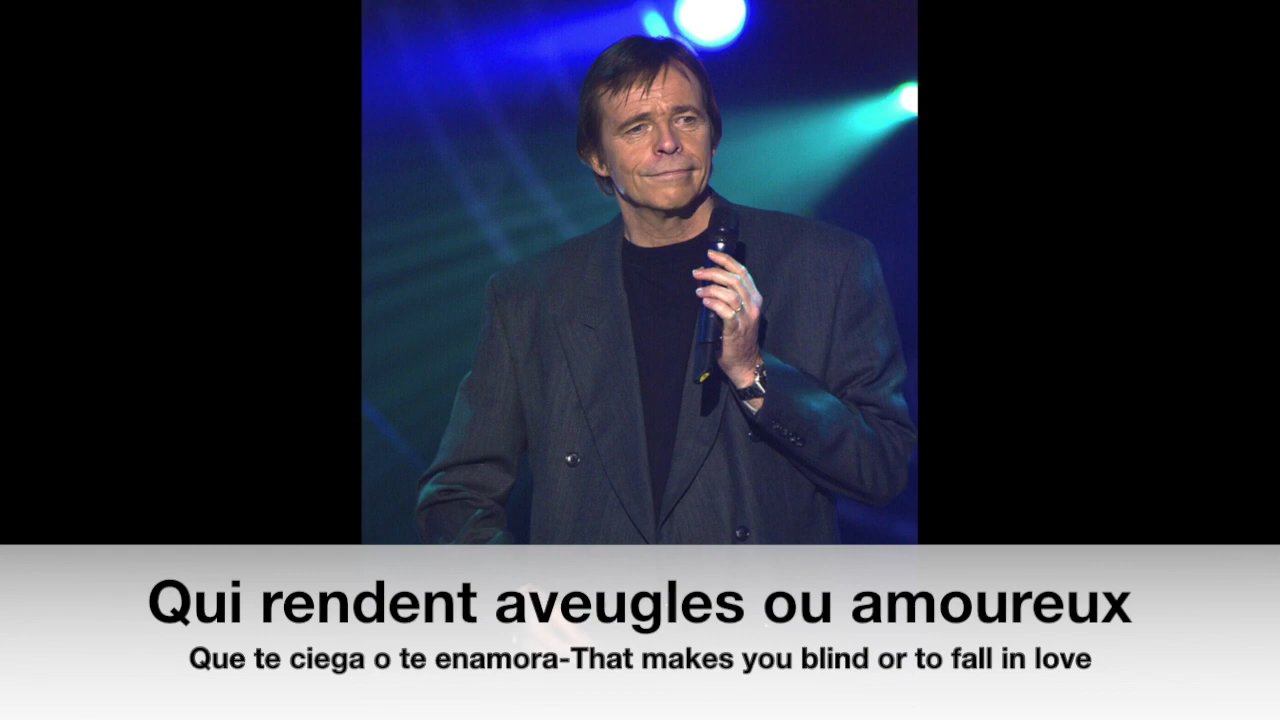 Qui rendent aveugles ou amoureux
Que te ciega o te enamora-That makes you blind or to fall in love